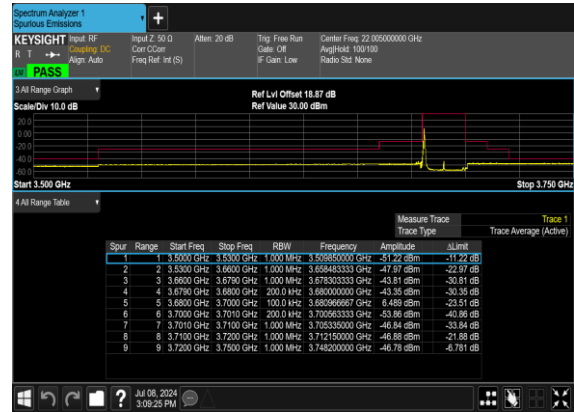 Spectrum Analyzer 1
Spurious Emissions
+
KEYSIGHT Input: RF Input Z: 50 Ω Atten: 20 dB Trig: Free Run Center Freq: 22.005000000 GHz
R T Coupling: DC Corr CCorr Gate: Off Avg|Hold: 100/100
Align: Auto Freq Ref: Int (S) IF Gain: Low Radio Std: None
PASS
3 All Range Graph
Ref Lvl Offset 18.87 dB
Scale/Div 10.0 dB Ref Value 30.00 dBm
20.0
0.00
-20.0
-40.0
-60.0
Start 3.500 GHz Stop 3.750 GHz
4 All Range Table
Measure Trace Trace 1
Trace Type Trace Average (Active)
Spur Range Start Freq Stop Freq RBW Frequency Amplitude ΔLimit
1 1 3.5000 GHz 3.5300 GHz 1.000 MHz 3.509850000 GHz -51.22 dBm -11.22 dB
2 2 3.5300 GHz 3.6600 GHz 1.000 MHz 3.658483333 GHz -47.97 dBm -22.97 dB
3 3 3.6600 GHz 3.6790 GHz 1.000 MHz 3.678303333 GHz -43.81 dBm -30.81 dB
4 4 3.6790 GHz 3.6800 GHz 200.0 kHz 3.680000000 GHz -43.35 dBm -30.35 dB
5 5 3.6800 GHz 3.7000 GHz 100.0 kHz 3.680966667 GHz 6.489 dBm -23.51 dB
6 6 3.7000 GHz 3.7010 GHz 200.0 kHz 3.700563333 GHz -53.86 dBm -40.86 dB
7 7 3.7010 GHz 3.7100 GHz 1.000 MHz 3.705335000 GHz -46.84 dBm -33.84 dB
8 8 3.7100 GHz 3.7200 GHz 1.000 MHz 3.712150000 GHz -46.88 dBm -21.88 dB
9 9 3.7200 GHz 3.7500 GHz 1.000 MHz 3.748200000 GHz -46.78 dBm -6.781 dB
?
Jul 08, 2024
3:09:25 PM